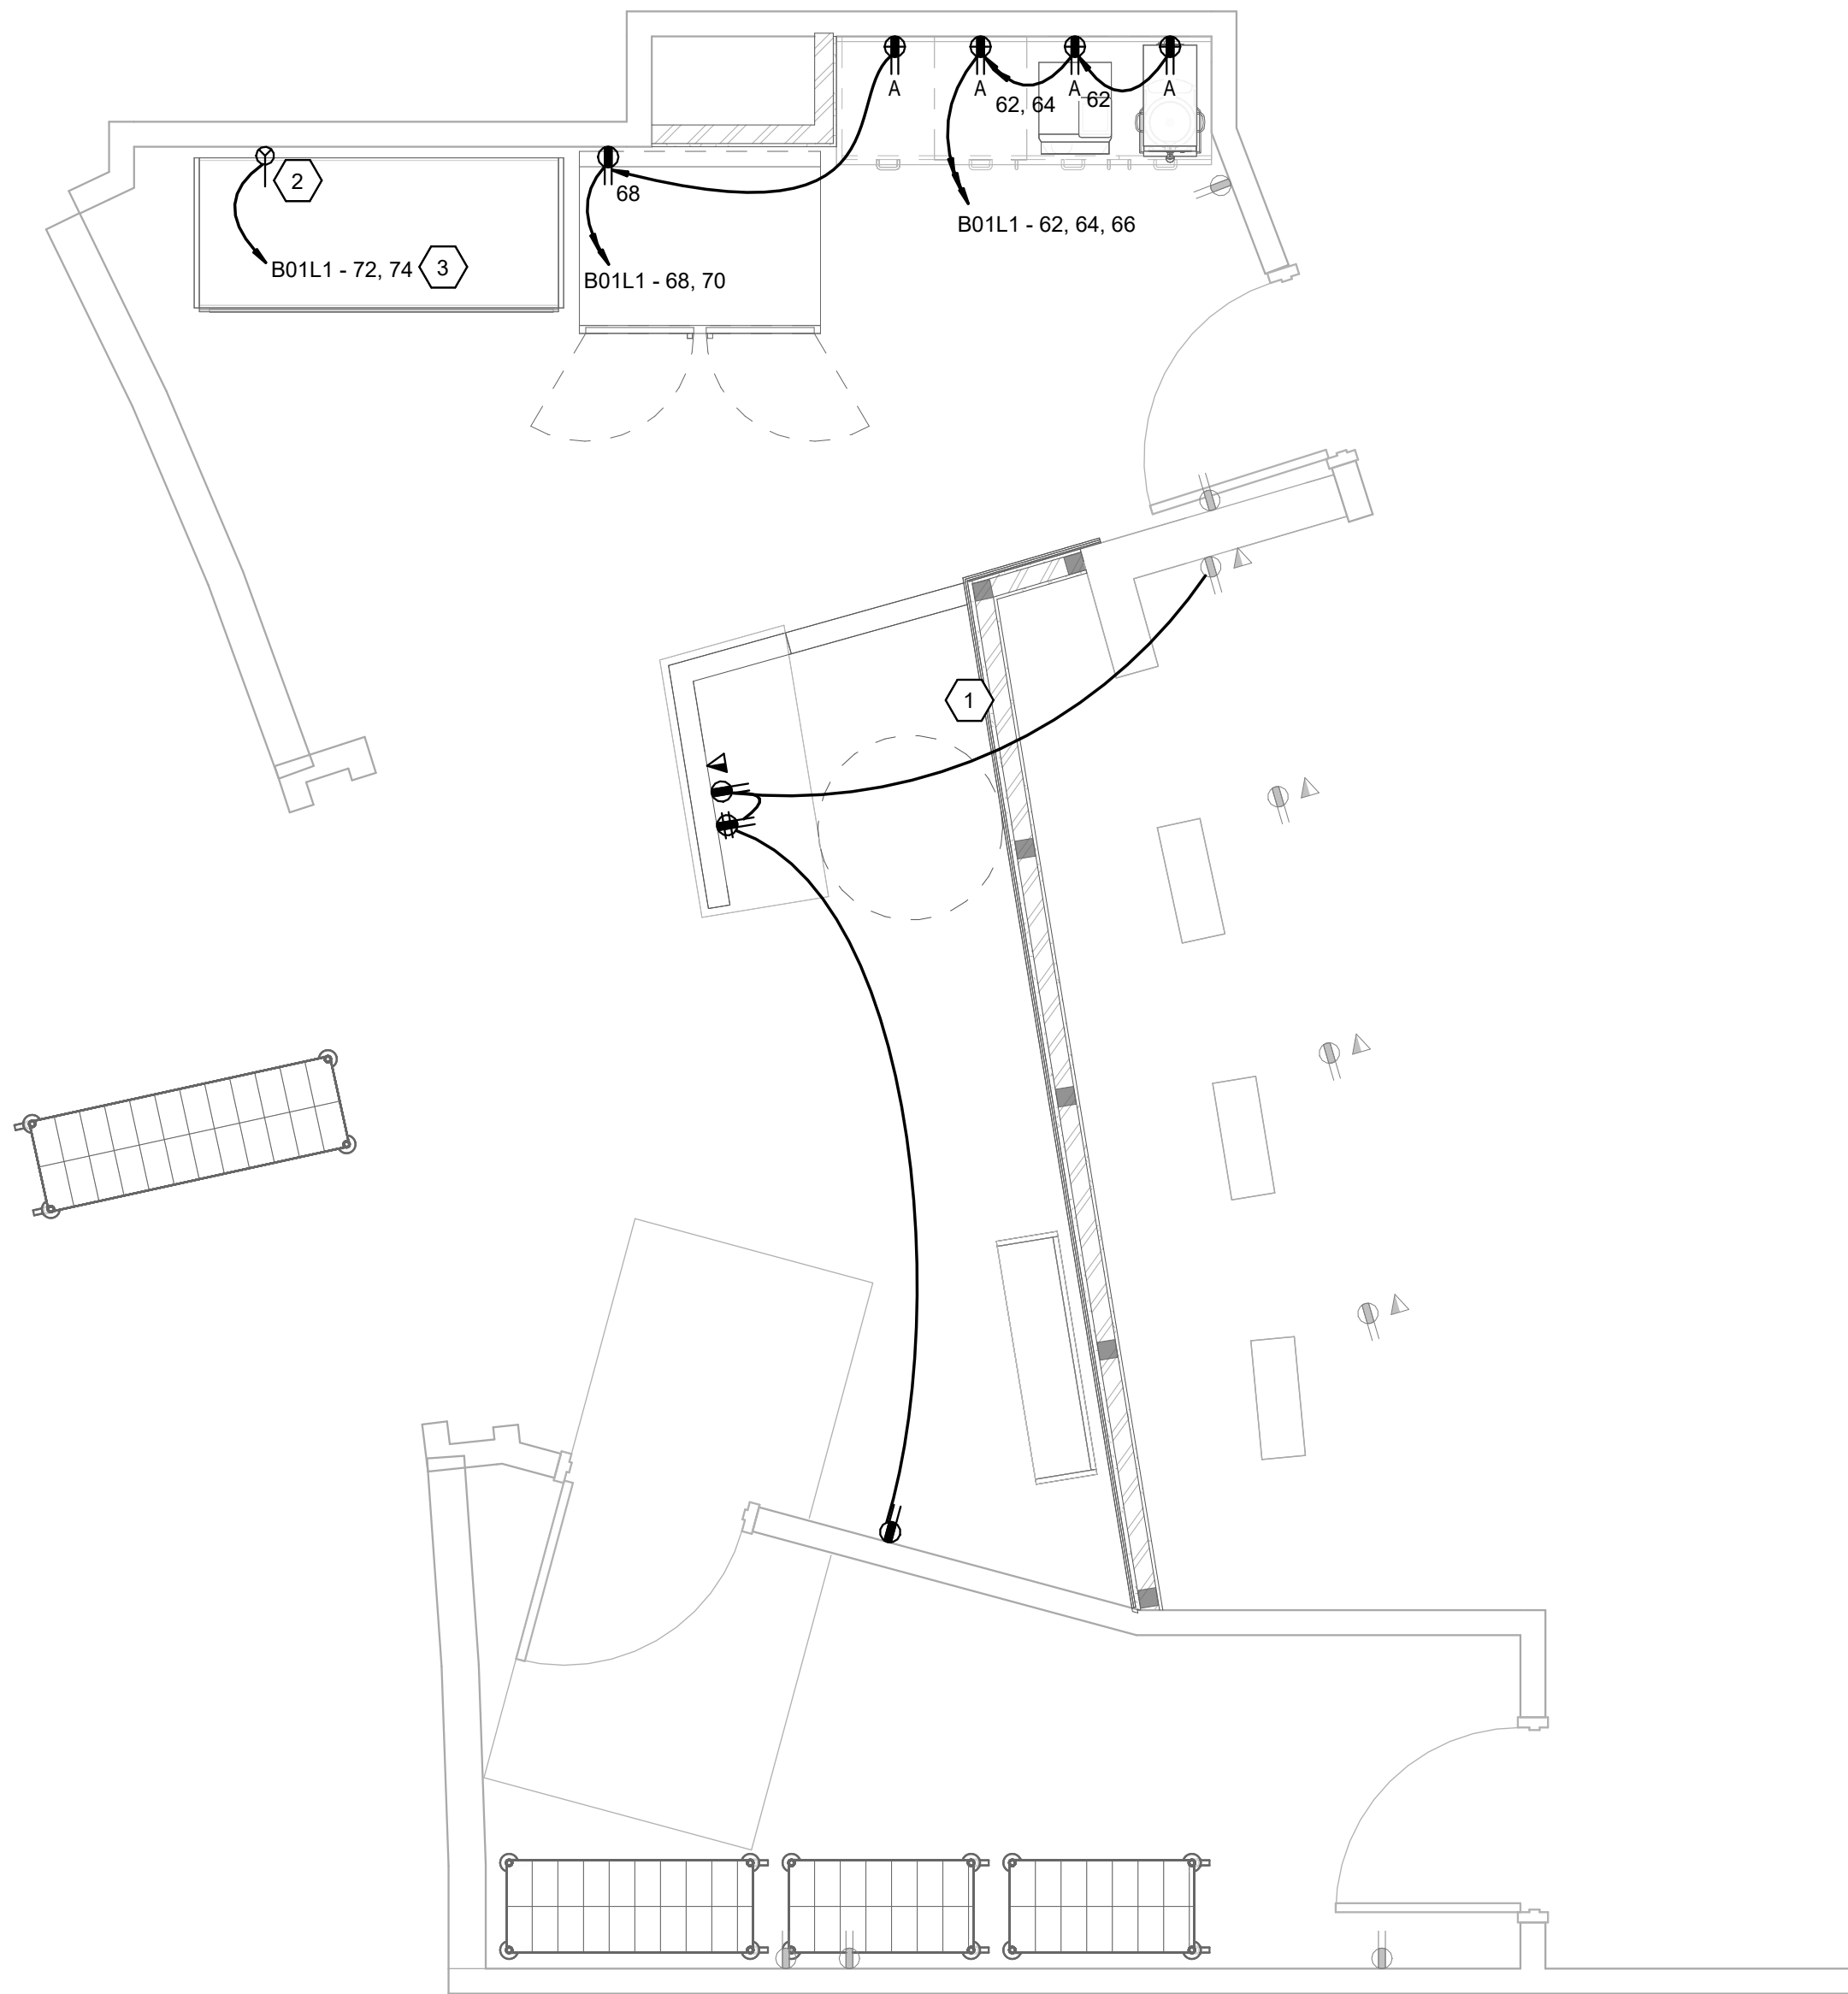 A
A
A
A
62, 64
62
2
68
B01L1 - 62, 64, 66
B01L1 - 72, 74
3
B01L1 - 68, 70
1